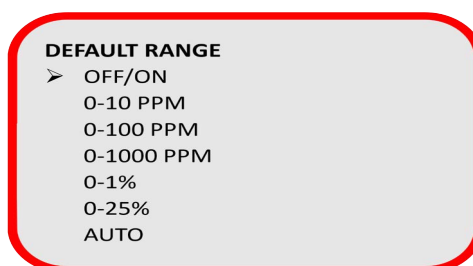 DEFAULT RANGE
➢ OFF/ON
0-10 PPM
0-100 PPM
0-1000 PPM
0-1%
0-25%
AUTO